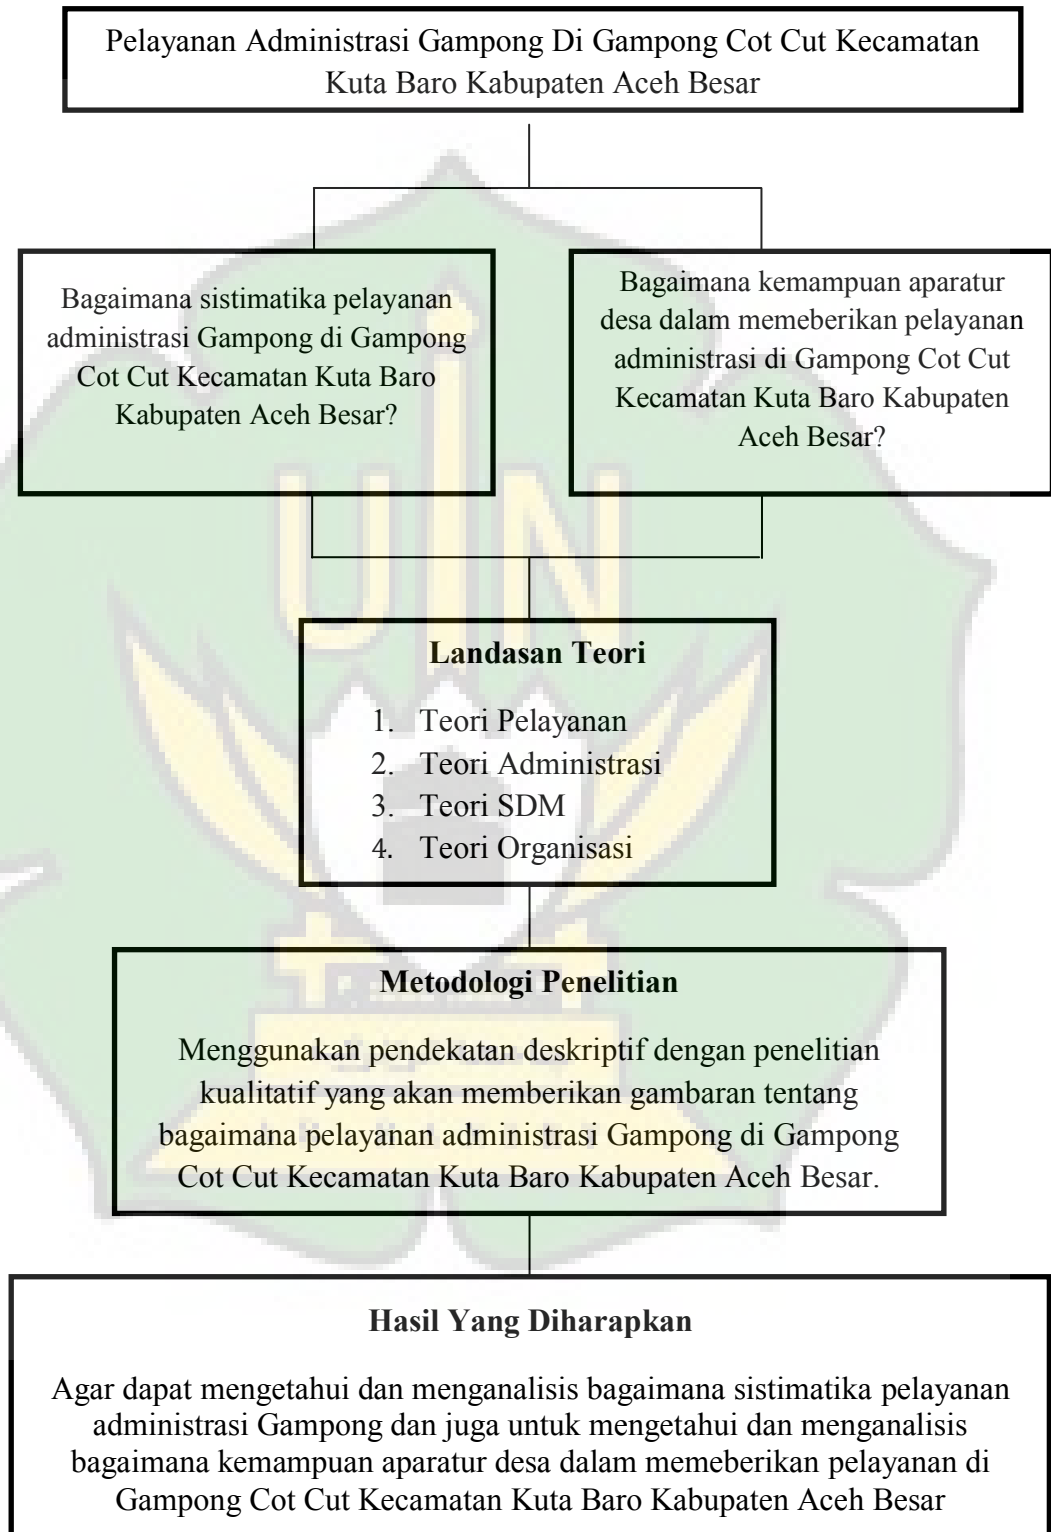 Pelayanan Administrasi Gampong Di Gampong Cot Cut Kecamatan
Kuta Baro Kabupaten Aceh Besar
Bagaimana sistimatika pelayanan
administrasi Gampong di Gampong
Cot Cut Kecamatan Kuta Baro
Kabupaten Aceh Besar?
Bagaimana kemampuan aparatur
desa dalam memeberikan pelayanan
administrasi di Gampong Cot Cut
Kecamatan Kuta Baro Kabupaten
Aceh Besar?
UIN
Landasan Teori
1. Teori Pelayanan
2. Teori Administrasi
3. Teori SDM
4. Teori Organisasi
Metodologi Penelitian
Menggunakan pendekatan deskriptif dengan penelitian
kualitatif yang akan memberikan gambaran tentang
bagaimana pelayanan administrasi Gampong di Gampong
Cot Cut Kecamatan Kuta Baro Kabupaten Aceh Besar.
Hasil Yang Diharapkan
Agar dapat mengetahui dan menganalisis bagaimana sistimatika pelayanan
administrasi Gampong dan juga untuk mengetahui dan menganalisis
bagaimana kemampuan aparatur desa dalam memeberikan pelayanan di
Gampong Cot Cut Kecamatan Kuta Baro Kabupaten Aceh Besar